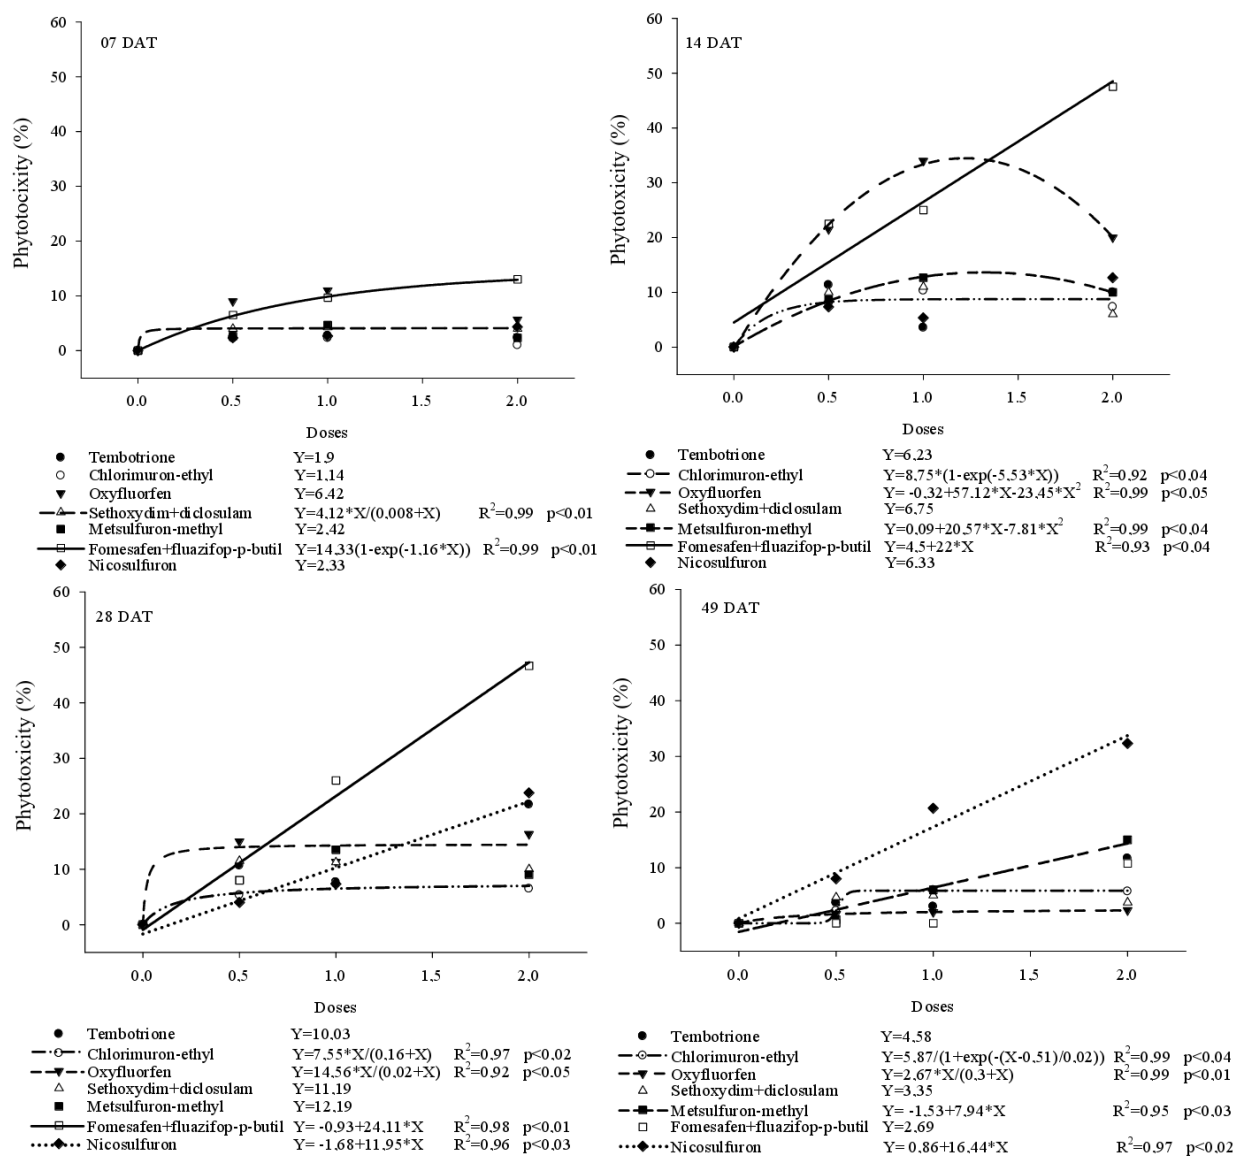 07 DAT
Phytotocixity (%)
60
50
40
30
20
10
0
0.0 0.5 1.0 1.5 2.0
Doses
Tembotrione Y=1.9
Chlorimuron-ethyl Y=1.14
Oxyfluorfen Y=6.42
Sethoxydim+diclosulam Y=4.12*X/(0.008+X) R²=0.99 p<0.01
Metsulfuron-methyl Y=2.42
Fomesafen+fluazifop-p-butil Y=14.33(1-exp(-1.16*X)) R²=0.99 p<0.01
Nicosulfuron Y=2.33
14 DAT
Phytotoxicity (%)
60
50
40
30
20
10
0
0.0 0.5 1.0 1.5 2.0
Doses
Tembotrione Y=6.23
Chlorimuron-ethyl Y=8.75*(1-exp(-5.53*X)) R²=0.92 p<0.04
Oxyfluorfen Y= -0.32+57.12*X-23.45*X² R²=0.99 p<0.05
Sethoxydim+diclosulam Y=6.75
Metsulfuron-methyl Y=0.09+20.57*X-7.81*X² R²=0.99 p<0.04
Fomesafen+fluazifop-p-butil Y=4.5+22*X R²=0.93 p<0.04
Nicosulfuron Y=6.33
28 DAT
Phytotoxicity (%)
60
50
40
30
20
10
0
0.0 0.5 1.0 1.5 2.0
Doses
Tembotrione Y=10.03
Chlorimuron-ethyl Y=7.55*X/(0.16+X) R²=0.97 p<0.02
Oxyfluorfen Y=14.56*X/(0.02+X) R²=0.92 p<0.05
Sethoxydim+diclosulam Y=11.19
Metsulfuron-methyl Y=12.19
Fomesafen+fluazifop-p-butil Y= -0.93+24.11*X R²=0.98 p<0.01
Nicosulfuron Y= -1.68+11.95*X R²=0.96 p<0.03
49 DAT
Phytotoxicity (%)
60
50
40
30
20
10
0
0.0 0.5 1.0 1.5 2.0
Doses
Tembotrione Y=4.58
Chlorimuron-ethyl Y=5.87/(1+exp(-(X-0.51)/0.02)) R²=0.99 p<0.04
Oxyfluorfen Y=2.67*X/(0.3+X) R²=0.99 p<0.01
Sethoxydim+diclosulam Y=3.35
Metsulfuron-methyl Y= -1.53+7.94*X R²=0.95 p<0.03
Fomesafen+fluazifop-p-butil Y=2.69
Nicosulfuron Y= 0.86+16.44*X R²=0.97 p<0.02